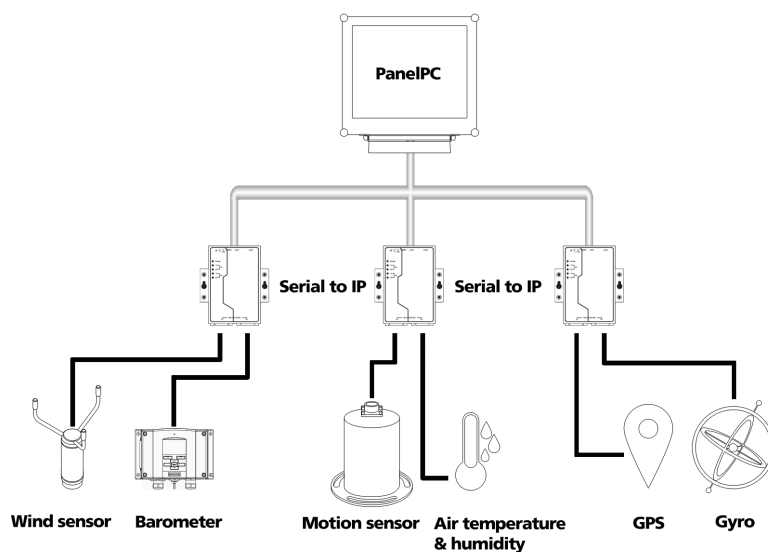 PanelPC
Serial to IP
Serial to IP
Wind sensor
Barometer
Motion sensor
Air temperature
& humidity
GPS
Gyro